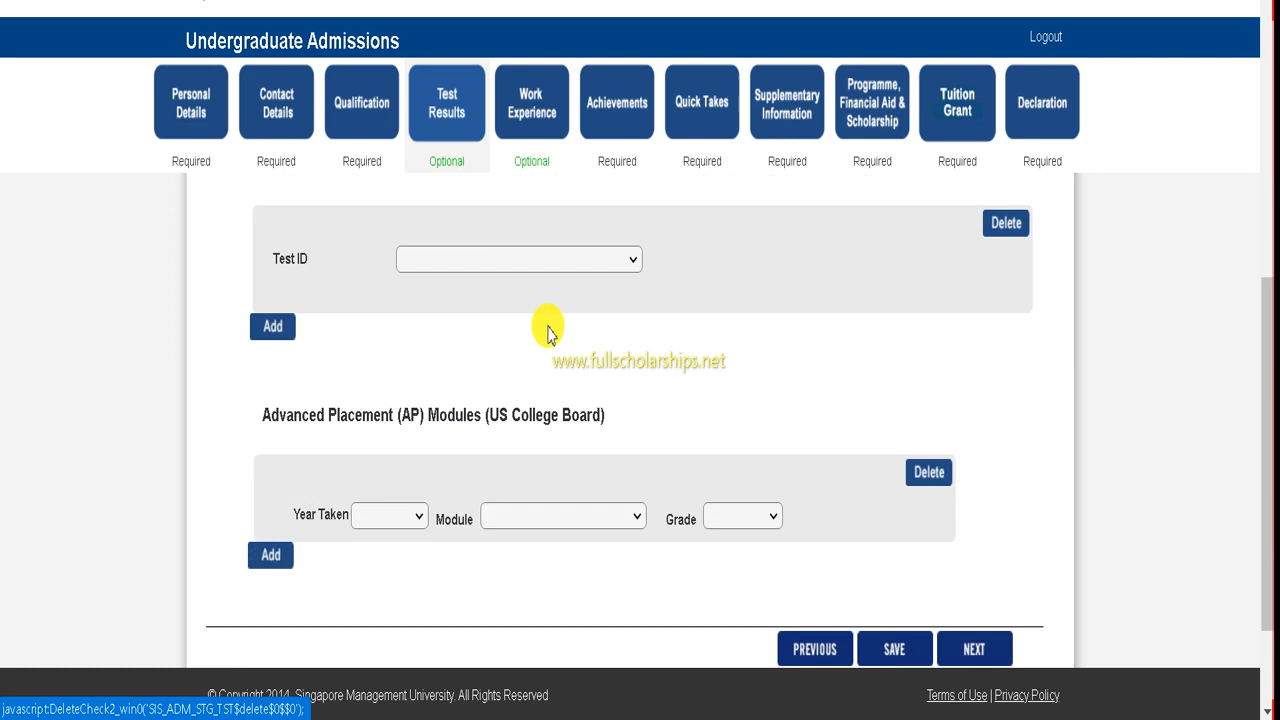 Undergraduate Admissions
Logout
Personal Details
Contact Details
Qualification
Test Results
Work Experience
Achievements
Quick Takes
Supplementary Information
Programme, Financial Aid & Scholarship
Tuition Grant
Declaration
Required
Required
Required
Optional
Optional
Required
Required
Required
Required
Required
Required
Delete
Test ID
Add
www.fullscholarships.net
Advanced Placement (AP) Modules (US College Board)
Delete
Year Taken
Module
Grade
Add
PREVIOUS
SAVE
NEXT
© Copyright 2014, Singapore Management University. All Rights Reserved
Terms of Use | Privacy Policy
javascript:DeleteCheck2_win0('SIS_ADM_STG_TST$delete$0$$0');